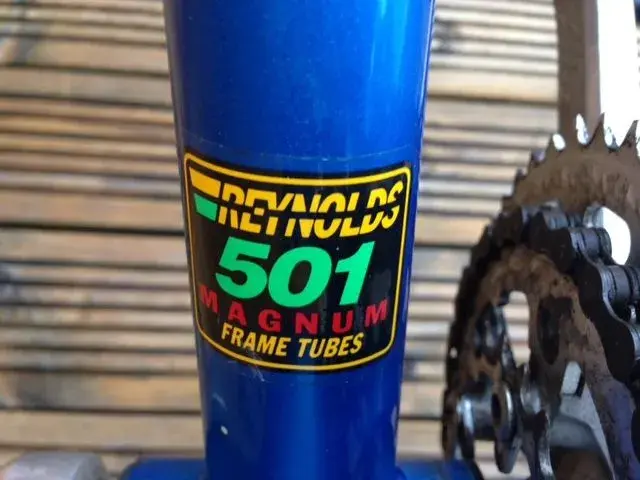 REYNOLDS
501
MAGNUM
FRAME TUBES